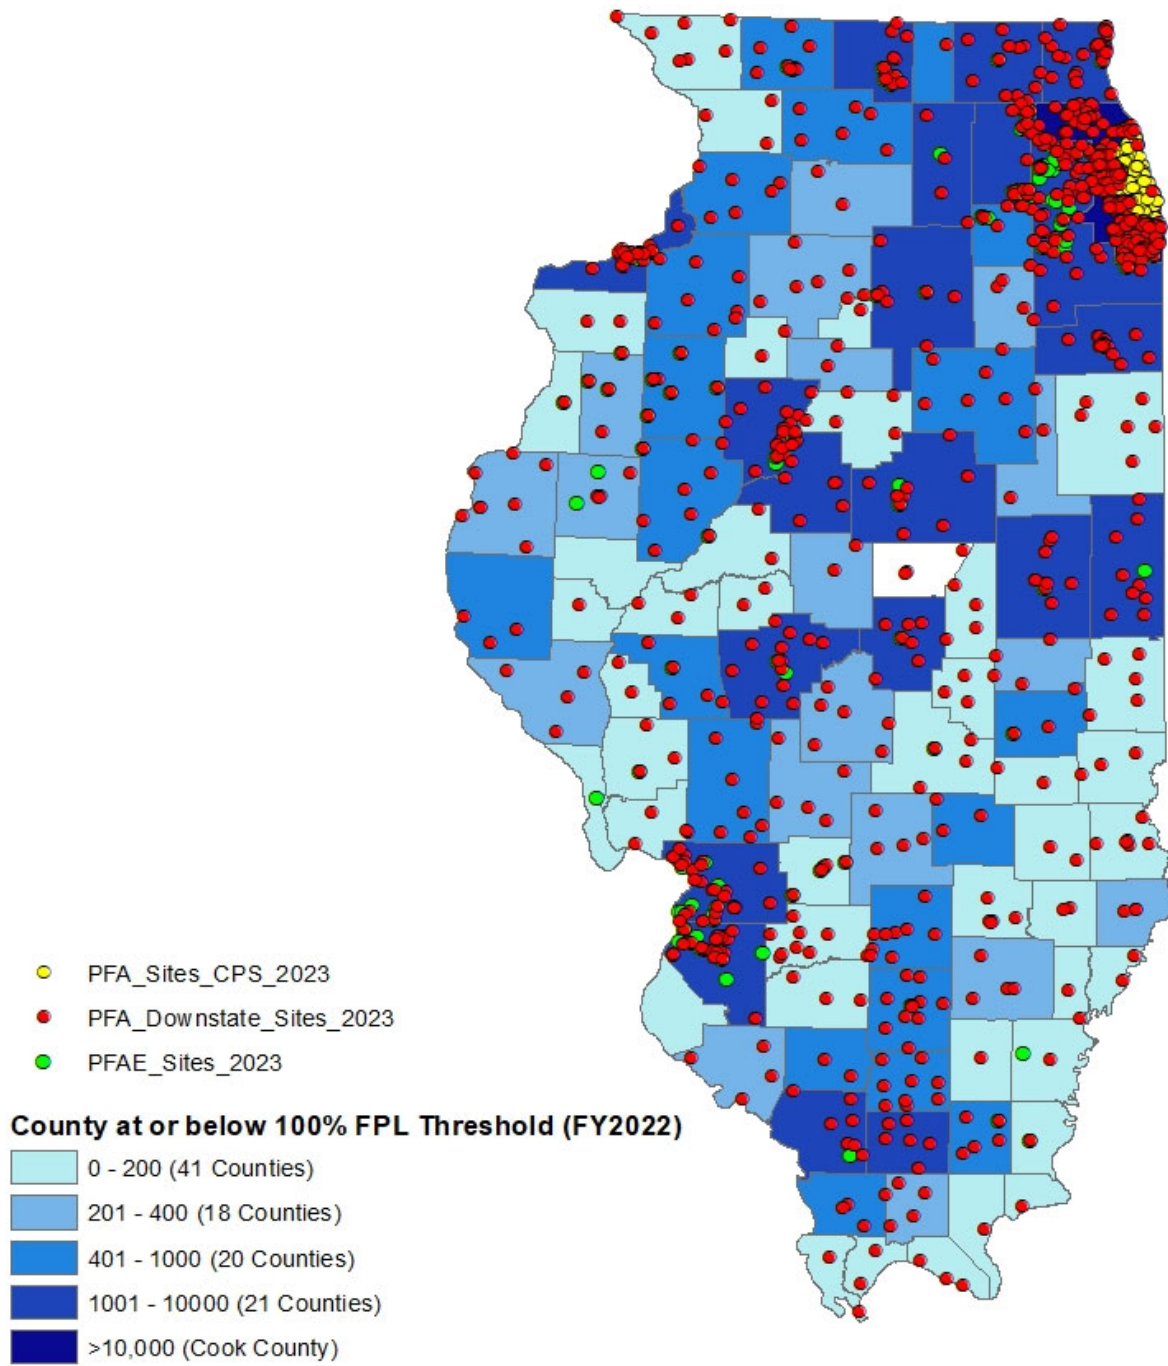 PFA_Sites_CPS_2023
PFA_Downstate_Sites_2023
PFAE_Sites_2023
County at or below 100% FPL Threshold (FY2022)
0 - 200 (41 Counties)
201 - 400 (18 Counties)
401 - 1000 (20 Counties)
1001 - 10000 (21 Counties)
>10,000 (Cook County)